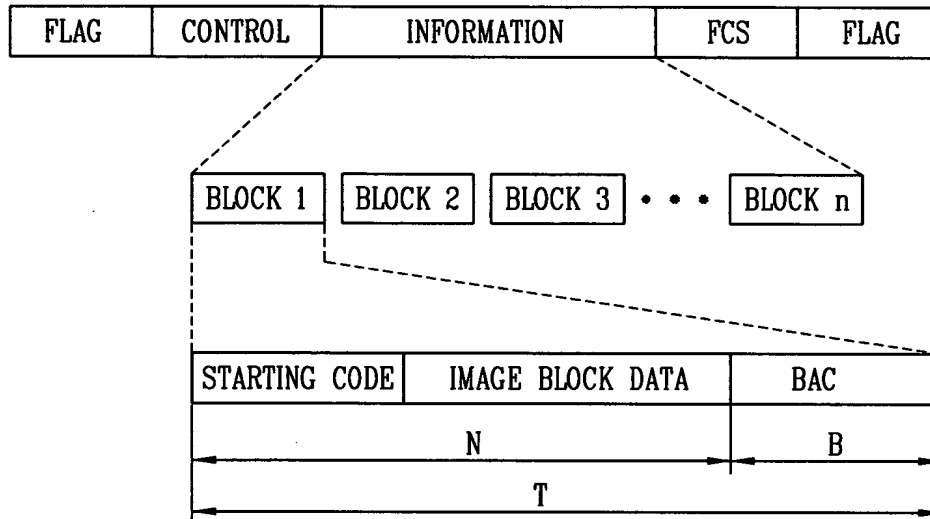 FLAG CONTROL INFORMATION FCS FLAG
BLOCK 1 BLOCK 2 BLOCK 3 • • • BLOCK n
STARTING CODE IMAGE BLOCK DATA BAC
N B
T